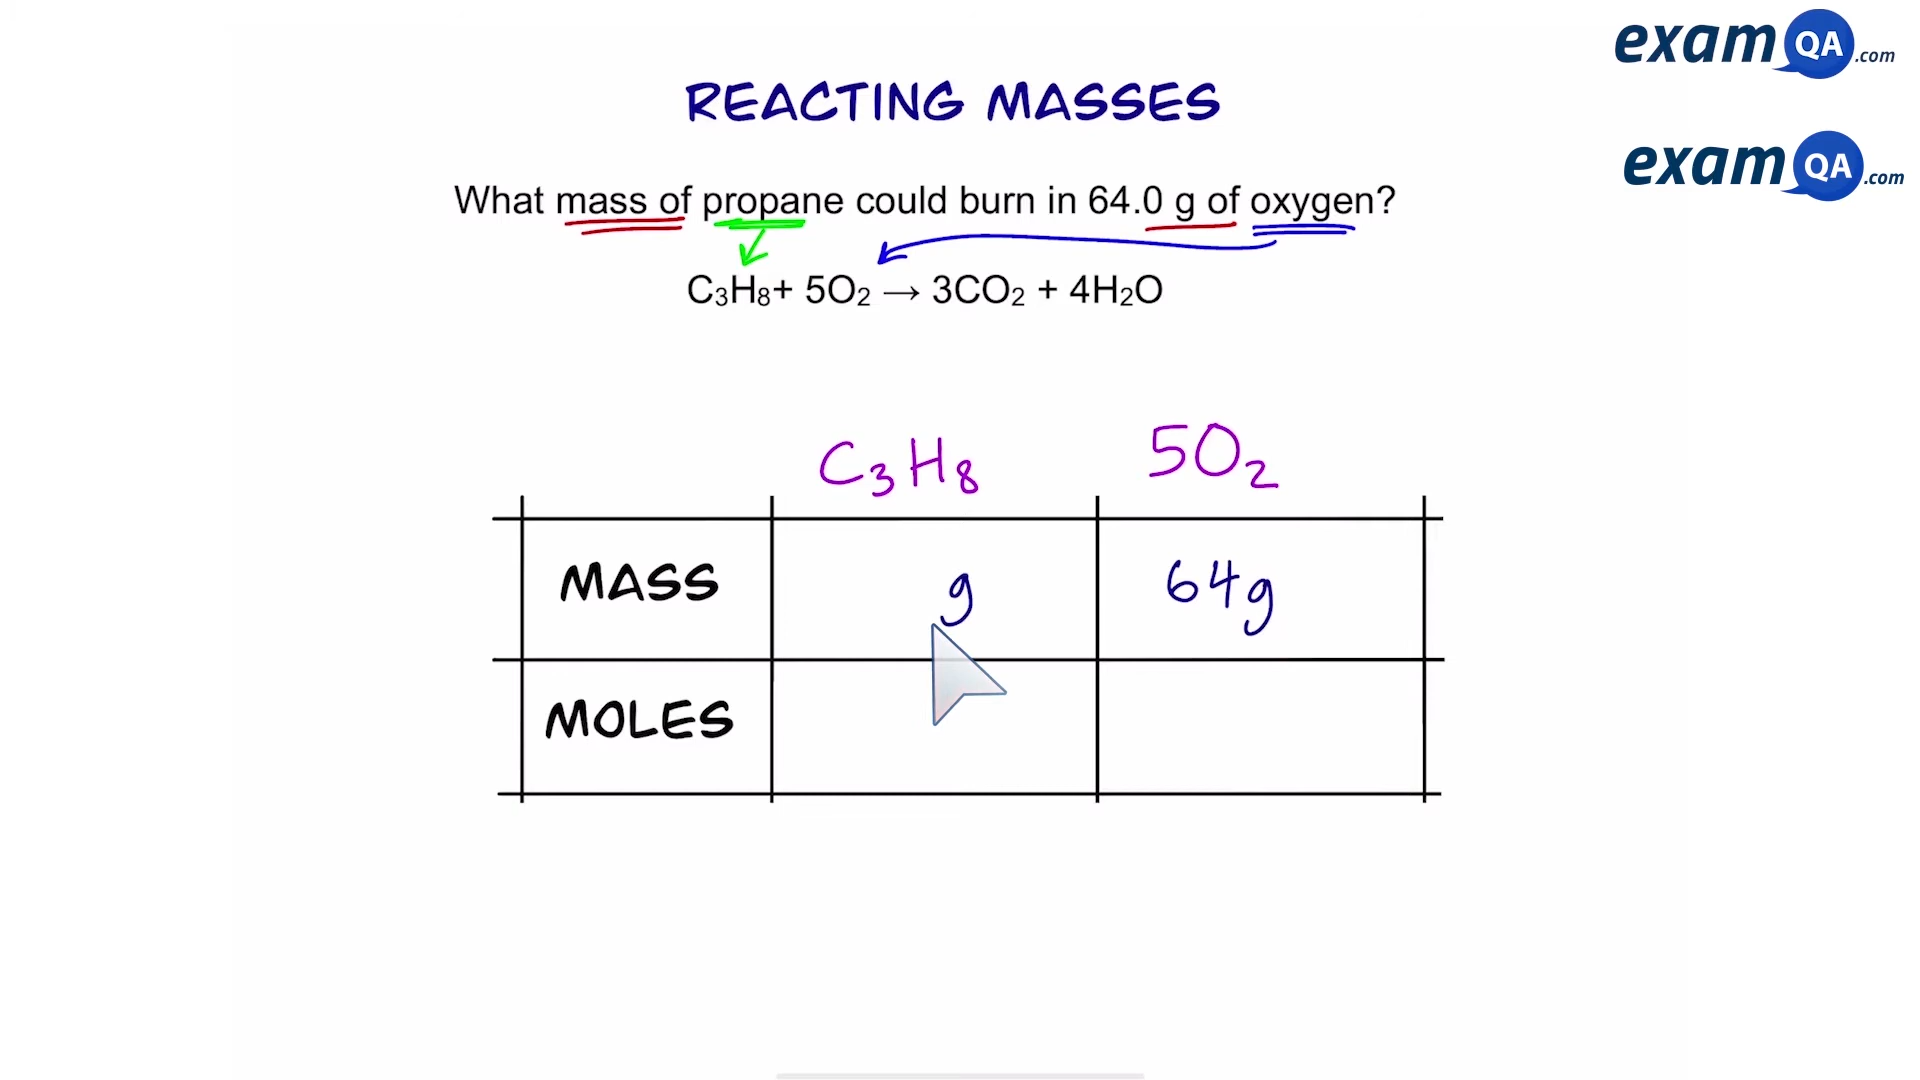 exam QA .com
REACTING MASSES
exam QA .com
What mass of propane could burn in 64.0 g of oxygen?
C₃H₈+ 5O₂ → 3CO₂ + 4H₂O
C₃H₈ 5O₂
MASS g 64g
MOLES